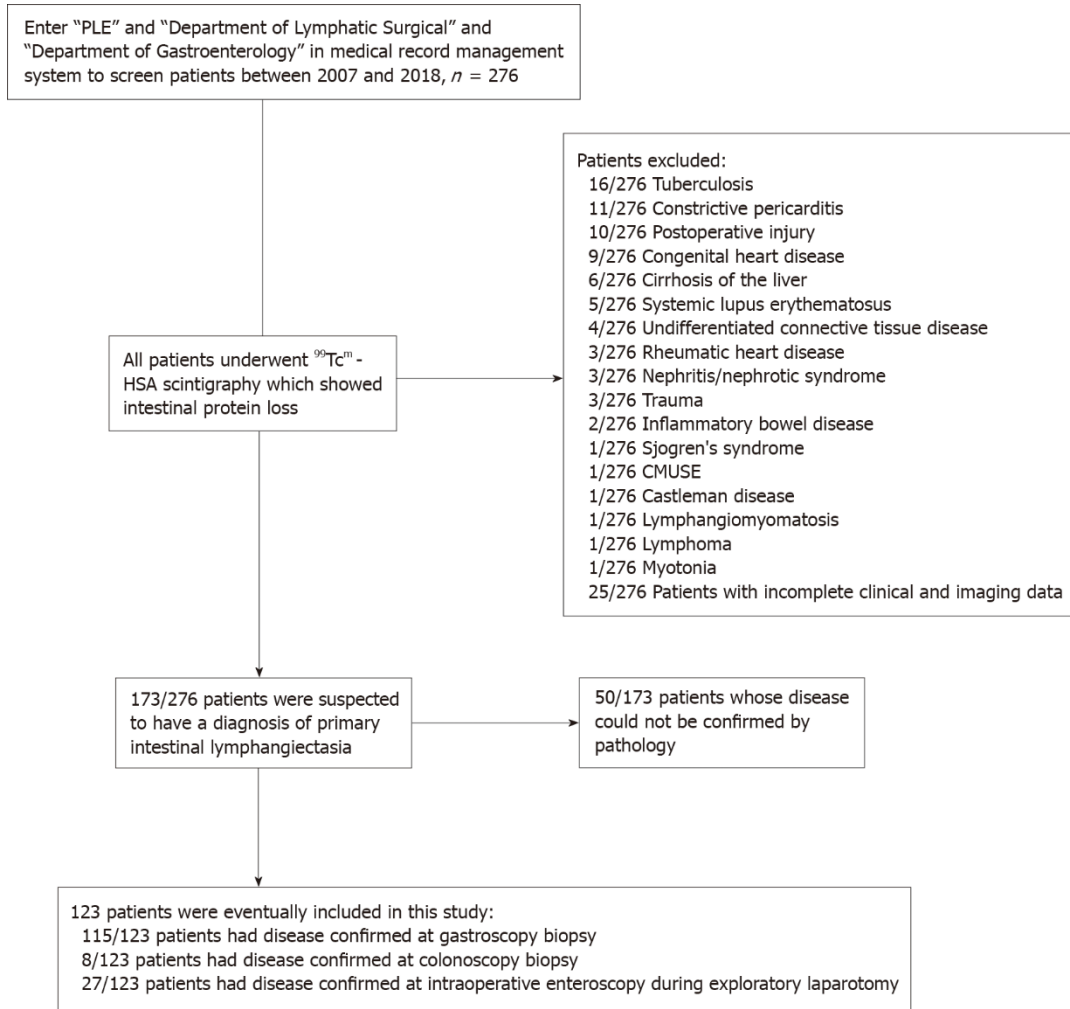 Enter “PLE” and “Department of Lymphatic Surgical” and
“Department of Gastroenterology” in medical record management
system to screen patients between 2007 and 2018, n = 276
Patients excluded:
16/276 Tuberculosis
11/276 Constrictive pericarditis
10/276 Postoperative injury
9/276 Congenital heart disease
6/276 Cirrhosis of the liver
5/276 Systemic lupus erythematosus
4/276 Undifferentiated connective tissue disease
3/276 Rheumatic heart disease
3/276 Nephritis/nephrotic syndrome
3/276 Trauma
2/276 Inflammatory bowel disease
1/276 Sjogren's syndrome
1/276 CMUSE
1/276 Castleman disease
1/276 Lymphangiomyomatosis
1/276 Lymphoma
1/276 Myotonia
25/276 Patients with incomplete clinical and imaging data
All patients underwent ⁹⁹Tcᵐ-
HSA scintigraphy which showed
intestinal protein loss
173/276 patients were suspected
to have a diagnosis of primary
intestinal lymphangiectasia
50/173 patients whose disease
could not be confirmed by
pathology
123 patients were eventually included in this study:
115/123 patients had disease confirmed at gastroscopy biopsy
8/123 patients had disease confirmed at colonoscopy biopsy
27/123 patients had disease confirmed at intraoperative enteroscopy during exploratory laparotomy